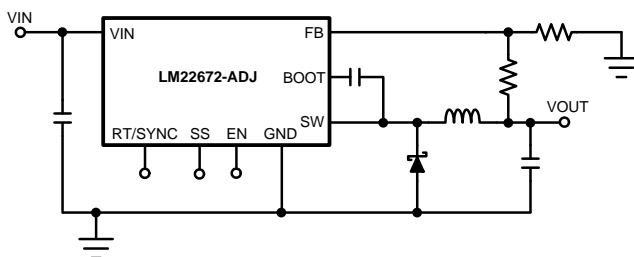 VIN
VIN
FB
LM22672-ADJ
BOOT
VOUT
SW
RT/SYNC
SS
EN
GND